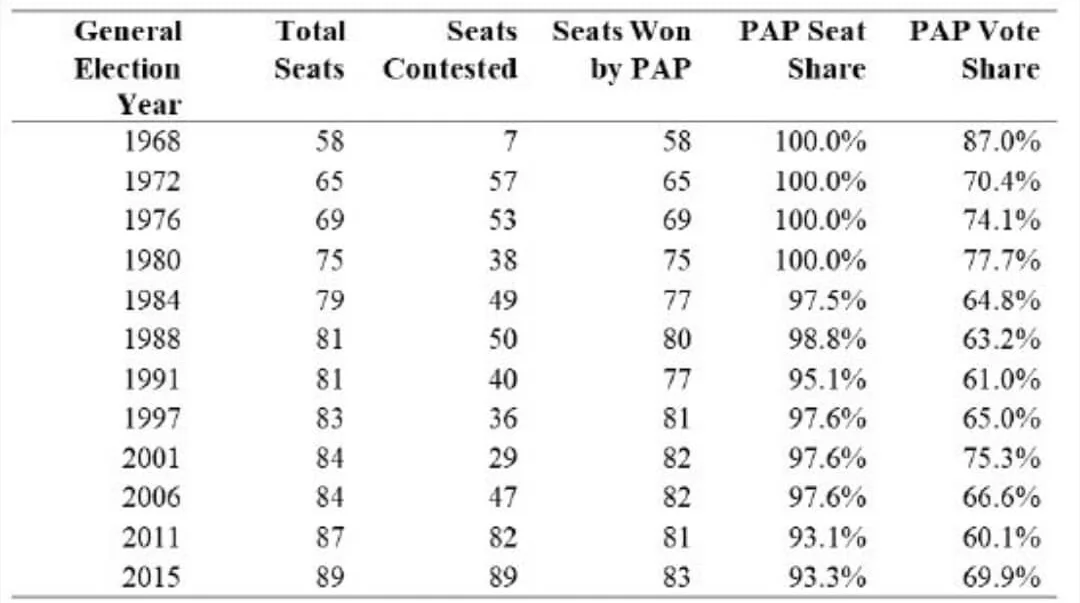 General Election Year Total Seats Seats Contested Seats Won by PAP PAP Seat Share PAP Vote Share
1968 58 7 58 100.0% 87.0%
1972 65 57 65 100.0% 70.4%
1976 69 53 69 100.0% 74.1%
1980 75 38 75 100.0% 77.7%
1984 79 49 77 97.5% 64.8%
1988 81 50 80 98.8% 63.2%
1991 81 40 77 95.1% 61.0%
1997 83 36 81 97.6% 65.0%
2001 84 29 82 97.6% 75.3%
2006 84 47 82 97.6% 66.6%
2011 87 82 81 93.1% 60.1%
2015 89 89 83 93.3% 69.9%